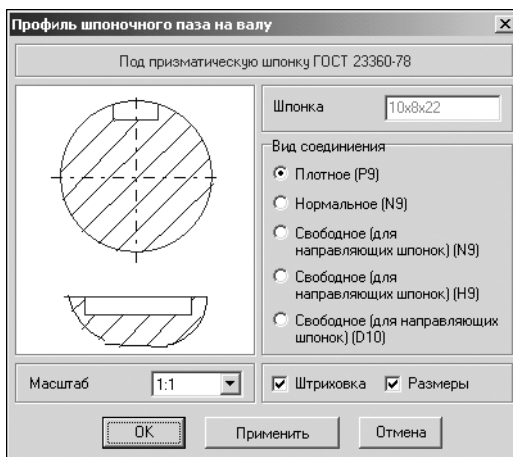 Профиль шпоночного паза на валу
Под призматическую шпонку ГОСТ 23360-78
Шпонка
10x8x22
Вид соединиения
Плотное (P9)
Нормальное (N9)
Свободное (для
направляющих шпонок) (N9)
Свободное (для
направляющих шпонок) (H9)
Свободное (для направляющих
шпонок) (D10)
Масштаб
1:1
Штриховка
Размеры
OK
Применить
Отмена